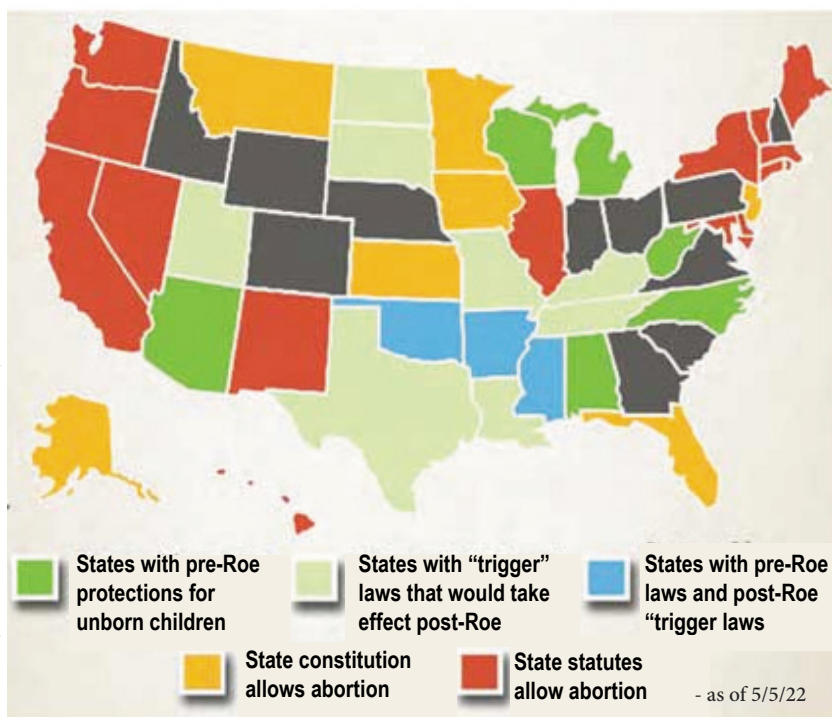 States with pre-Roe
protections for
unborn children
States with “trigger”
laws that would take
effect post-Roe
States with pre-Roe
laws and post-Roe
“trigger laws
State constitution
allows abortion
State statutes
allow abortion
- as of 5/5/22